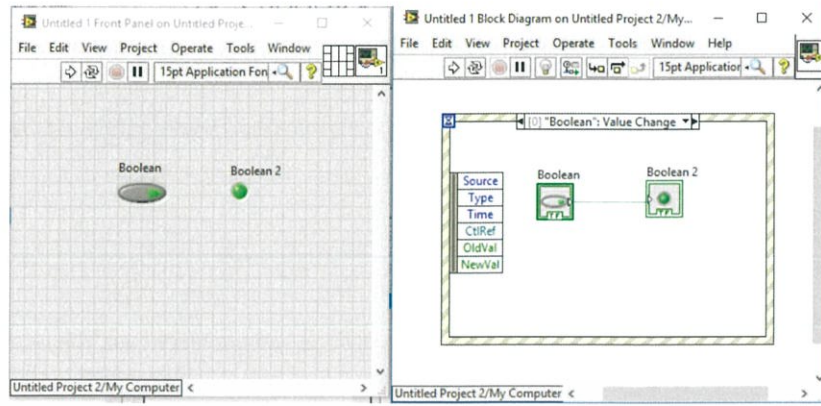 Untitled 1 Front Panel on Untitled Proje...
File Edit View Project Operate Tools Window
15pt Application Fon
1
Boolean
Boolean 2
Untitled Project 2/My Computer
Untitled 1 Block Diagram on Untitled Project 2/My...
File Edit View Project Operate Tools Window Help
15pt Application
[0] "Boolean": Value Change
Source
Type
Time
CtlRef
OldVal
NewVal
Boolean
TF
Boolean 2
TF
Untitled Project 2/My Computer